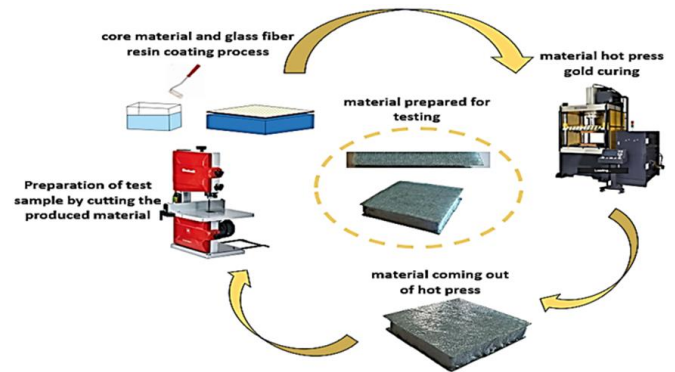 core material and glass fiber
resin coating process
material hot press
gold curing
material prepared for
testing
Preparation of test
sample by cutting the
produced material
material coming out
of hot press